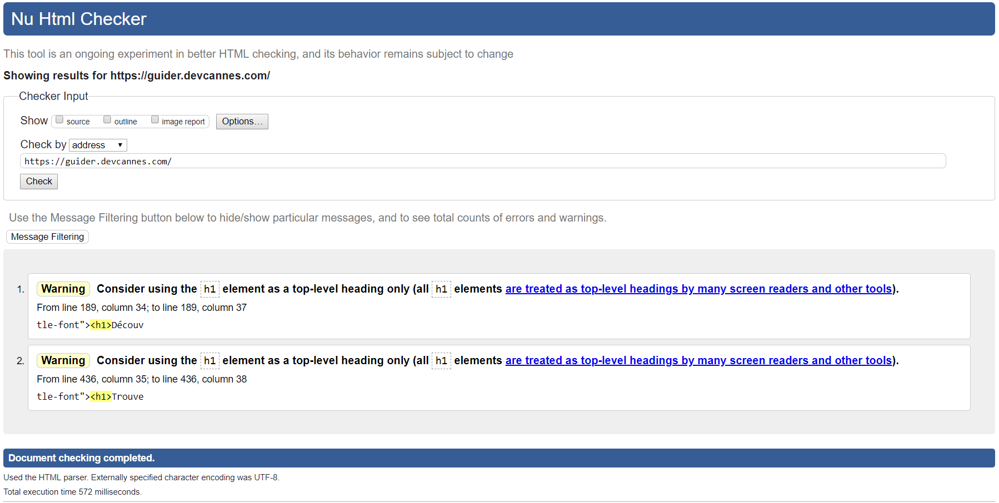 Nu Html Checker
This tool is an ongoing experiment in better HTML checking, and its behavior remains subject to change
Showing results for https://guider.devcannes.com/
Checker Input
Show source outline image report Options...
Check by address
https://guider.devcannes.com/
Check
Use the Message Filtering button below to hide/show particular messages, and to see total counts of errors and warnings.
Message Filtering
1. Warning Consider using the h1 element as a top-level heading only (all h1 elements are treated as top-level headings by many screen readers and other tools).
From line 189, column 34; to line 189, column 37
tle-font"><h1>Découv
2. Warning Consider using the h1 element as a top-level heading only (all h1 elements are treated as top-level headings by many screen readers and other tools).
From line 436, column 35; to line 436, column 38
tle-font"><h1>Trouve
Document checking completed.
Used the HTML parser. Externally specified character encoding was UTF-8.
Total execution time 572 milliseconds.